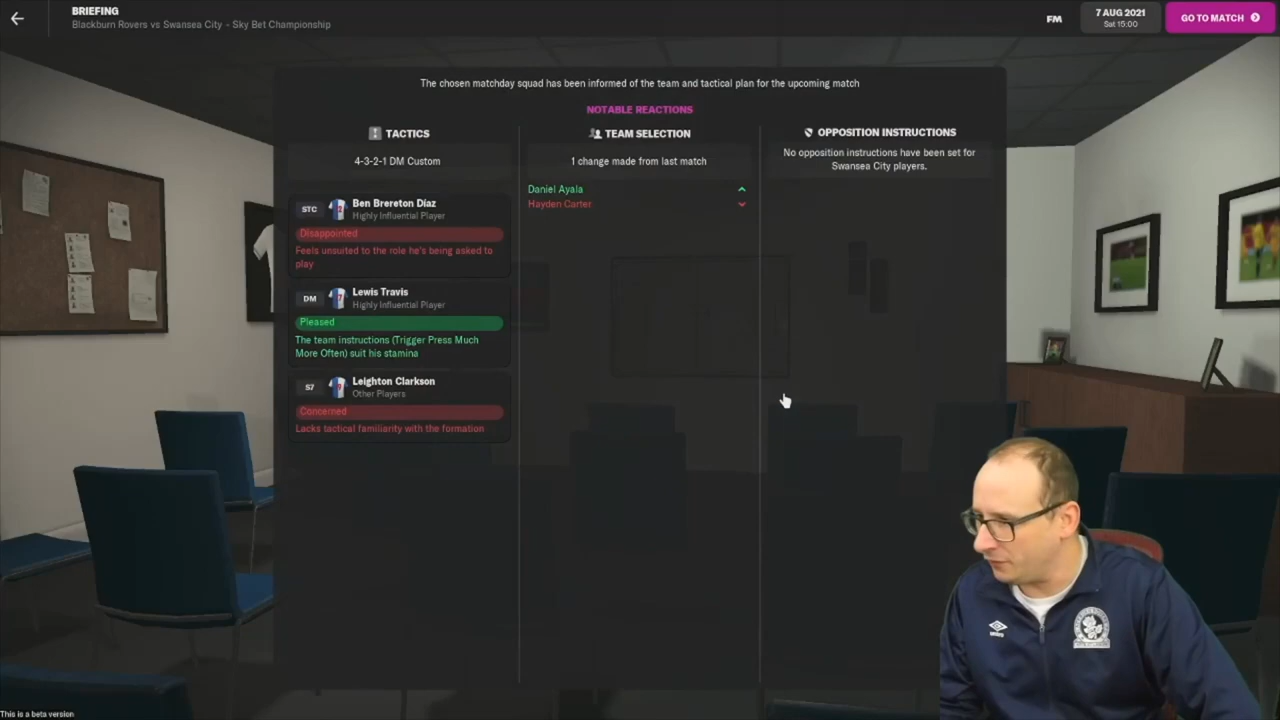 BRIEFING
Blackburn Rovers vs Swansea City - Sky Bet Championship
FM
7 AUG 2021
Sat 15:00
GO TO MATCH
The chosen matchday squad has been informed of the team and tactical plan for the upcoming match
NOTABLE REACTIONS
TACTICS
4-3-2-1 DM Custom
STC
Ben Brereton Díaz
Highly Influential Player
Disappointed
Feels unsuited to the role he's being asked to
play
DM
Lewis Travis
Highly Influential Player
Pleased
The team instructions (Trigger Press Much
More Often) suit his stamina
S7
Leighton Clarkson
Other Players
Concerned
Lacks tactical familiarity with the formation
TEAM SELECTION
1 change made from last match
Daniel Ayala
Hayden Carter
OPPOSITION INSTRUCTIONS
No opposition instructions have been set for
Swansea City players.
This is a beta version